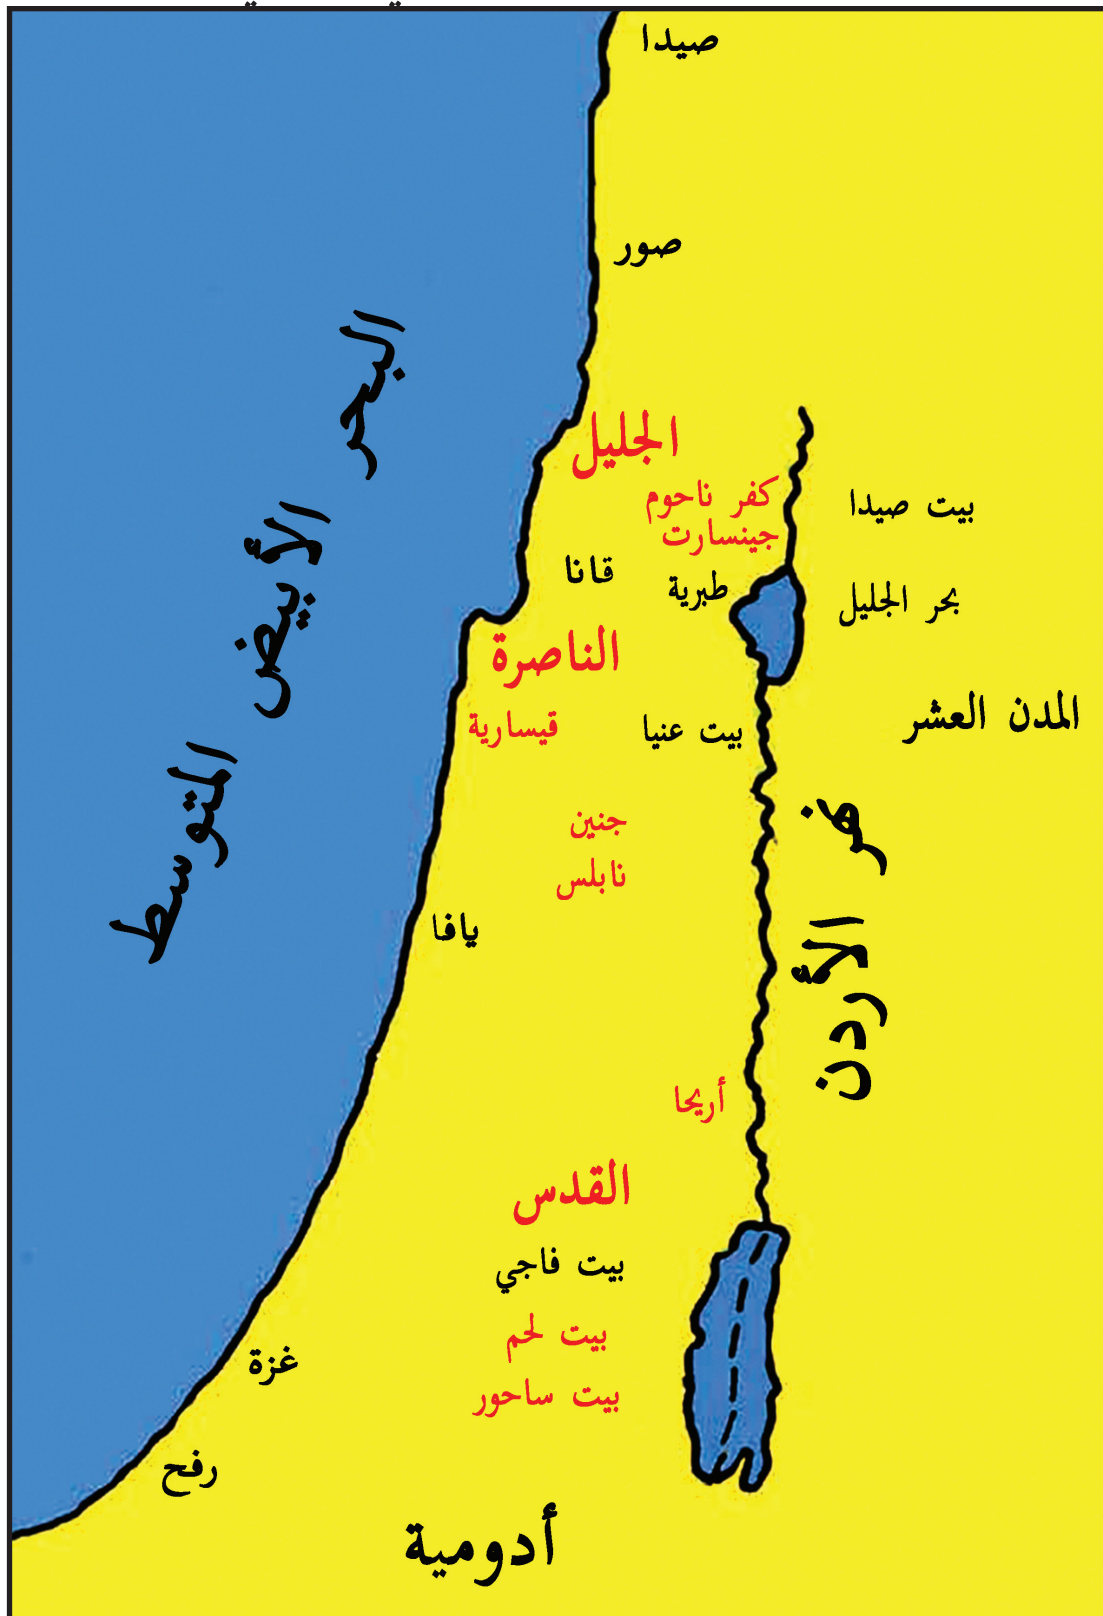 صيدا
صور
البحر الأبيض المتوسط
الجليل
كفر ناحوم
جينسارت
بيت صيدا
قانا
طبرية
بحر الجليل
الناصرة
قيسارية
بيت عنيا
المدن العشر
جنين
نابلس
نهر الأردن
يافا
أريحا
القدس
بيت فاجي
بيت لحم
بيت ساحور
غزة
رفح
أدومية